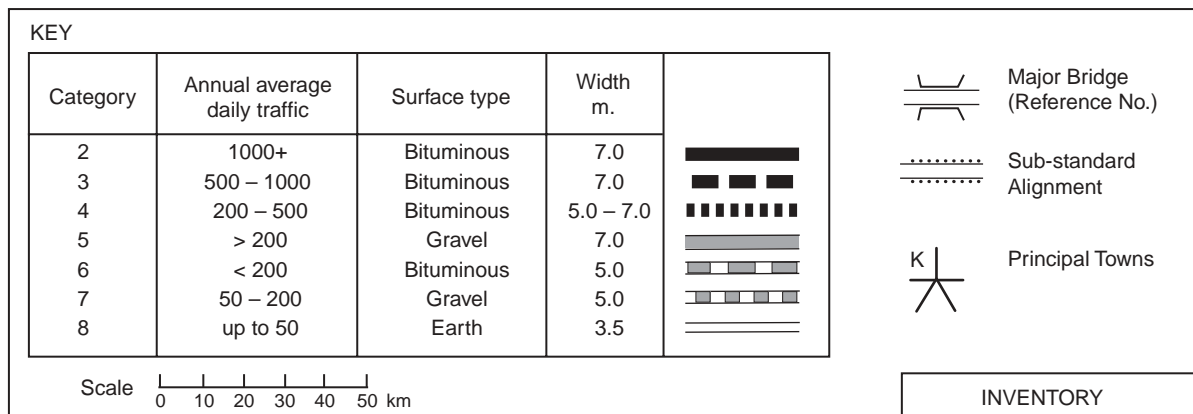 KEY
Category Annual average daily traffic Surface type Width m.
2 1000+ Bituminous 7.0
3 500 – 1000 Bituminous 7.0
4 200 – 500 Bituminous 5.0 – 7.0
5 > 200 Gravel 7.0
6 < 200 Bituminous 5.0
7 50 – 200 Gravel 5.0
8 up to 50 Earth 3.5
Major Bridge
(Reference No.)
Sub-standard
Alignment
K Principal Towns
Scale 0 10 20 30 40 50 km
INVENTORY